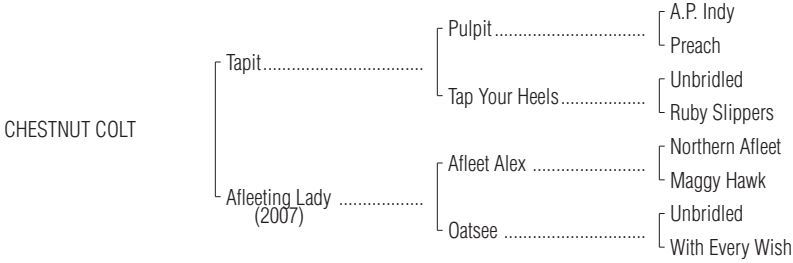 A.P. Indy
Pulpit..............................
Preach
Tapit................................
Unbridled
Tap Your Heels.................
Ruby Slippers
CHESTNUT COLT
Northern Afleet
Afleet Alex .......................
Maggy Hawk
Afleeting Lady .................
(2007)
Unbridled
Oatsee ............................
With Every Wish